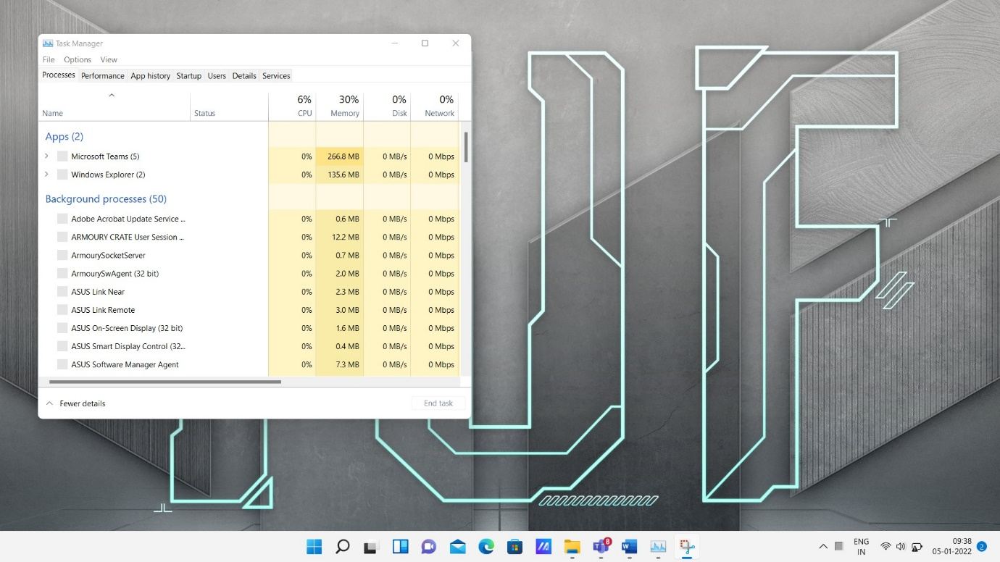 Task Manager
File Options View
Processes Performance App history Startup Users Details Services
6% 30% 0% 0%
Name Status CPU Memory Disk Network
Apps (2)
Microsoft Teams (5) 0% 266.8 MB 0 MB/s 0 Mbps
Windows Explorer (2) 0% 135.6 MB 0 MB/s 0 Mbps
Background processes (50)
Adobe Acrobat Update Service ... 0% 0.6 MB 0 MB/s 0 Mbps
ARMOURY CRATE User Session ... 0% 12.2 MB 0 MB/s 0 Mbps
ArmourySocketServer 0% 0.7 MB 0 MB/s 0 Mbps
ArmourySwAgent (32 bit) 0% 2.0 MB 0 MB/s 0 Mbps
ASUS Link Near 0% 2.3 MB 0 MB/s 0 Mbps
ASUS Link Remote 0% 3.0 MB 0 MB/s 0 Mbps
ASUS On-Screen Display (32 bit) 0% 1.6 MB 0 MB/s 0 Mbps
ASUS Smart Display Control (32... 0% 0.4 MB 0 MB/s 0 Mbps
ASUS Software Manager Agent 0% 7.3 MB 0 MB/s 0 Mbps
Fewer details End task
TUF
8
ENG 09:38
IN 05-01-2022 2